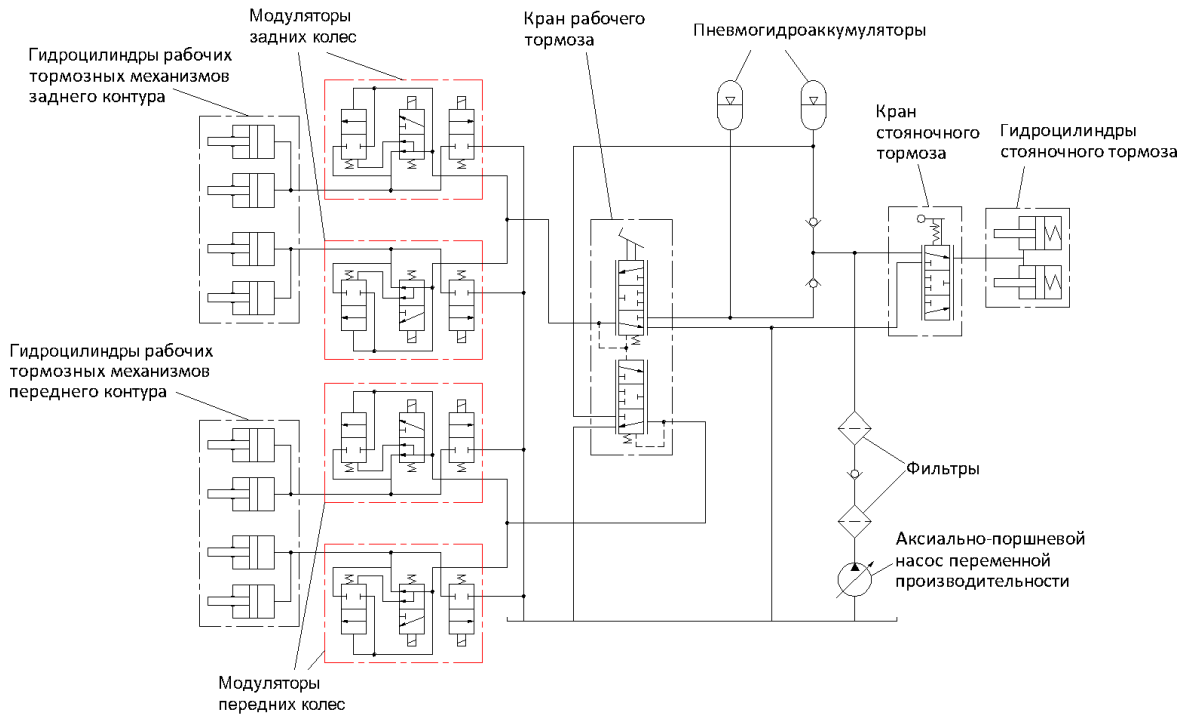 Модуляторы
задних колес
Кран рабочего
тормоза
Пневмогидроаккумуляторы
Гидроцилиндры рабочих
тормозных механизмов
заднего контура
Кран
стояночного
тормоза
Гидроцилиндры
стояночного тормоза
Гидроцилиндры рабочих
тормозных механизмов
переднего контура
Фильтры
Аксиально-поршневой
насос переменной
производительности
Модуляторы
передних колес